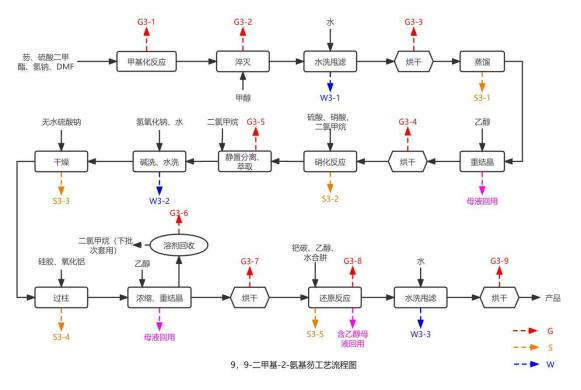 G3-1
G3-2
水
G3-3
芴、硫酸二甲
酯、氢钠、DMF
甲基化反应
淬灭
水洗甩滤
烘干
蒸馏
甲醇
W3-1
S3-1
无水硫酸钠
氢氧化钠、水
二氯甲烷
G3-5
硫酸、硝酸、
二氯甲烷
G3-4
乙醇
干燥
碱洗、水洗
静置分离、
萃取
硝化反应
烘干
重结晶
S3-3
W3-2
S3-2
母液回用
G3-6
二氯甲烷（下批
次套用）
溶剂回收
硅胶、氧化铝
乙醇
G3-7
钯碳、乙醇、
水合肼
G3-8
水
G3-9
过柱
浓缩、重结晶
烘干
还原反应
水洗甩滤
烘干
产品
S3-4
母液回用
S3-5
含乙醇母
液回用
W3-3
G
S
W
9，9-二甲基-2-氨基芴工艺流程图